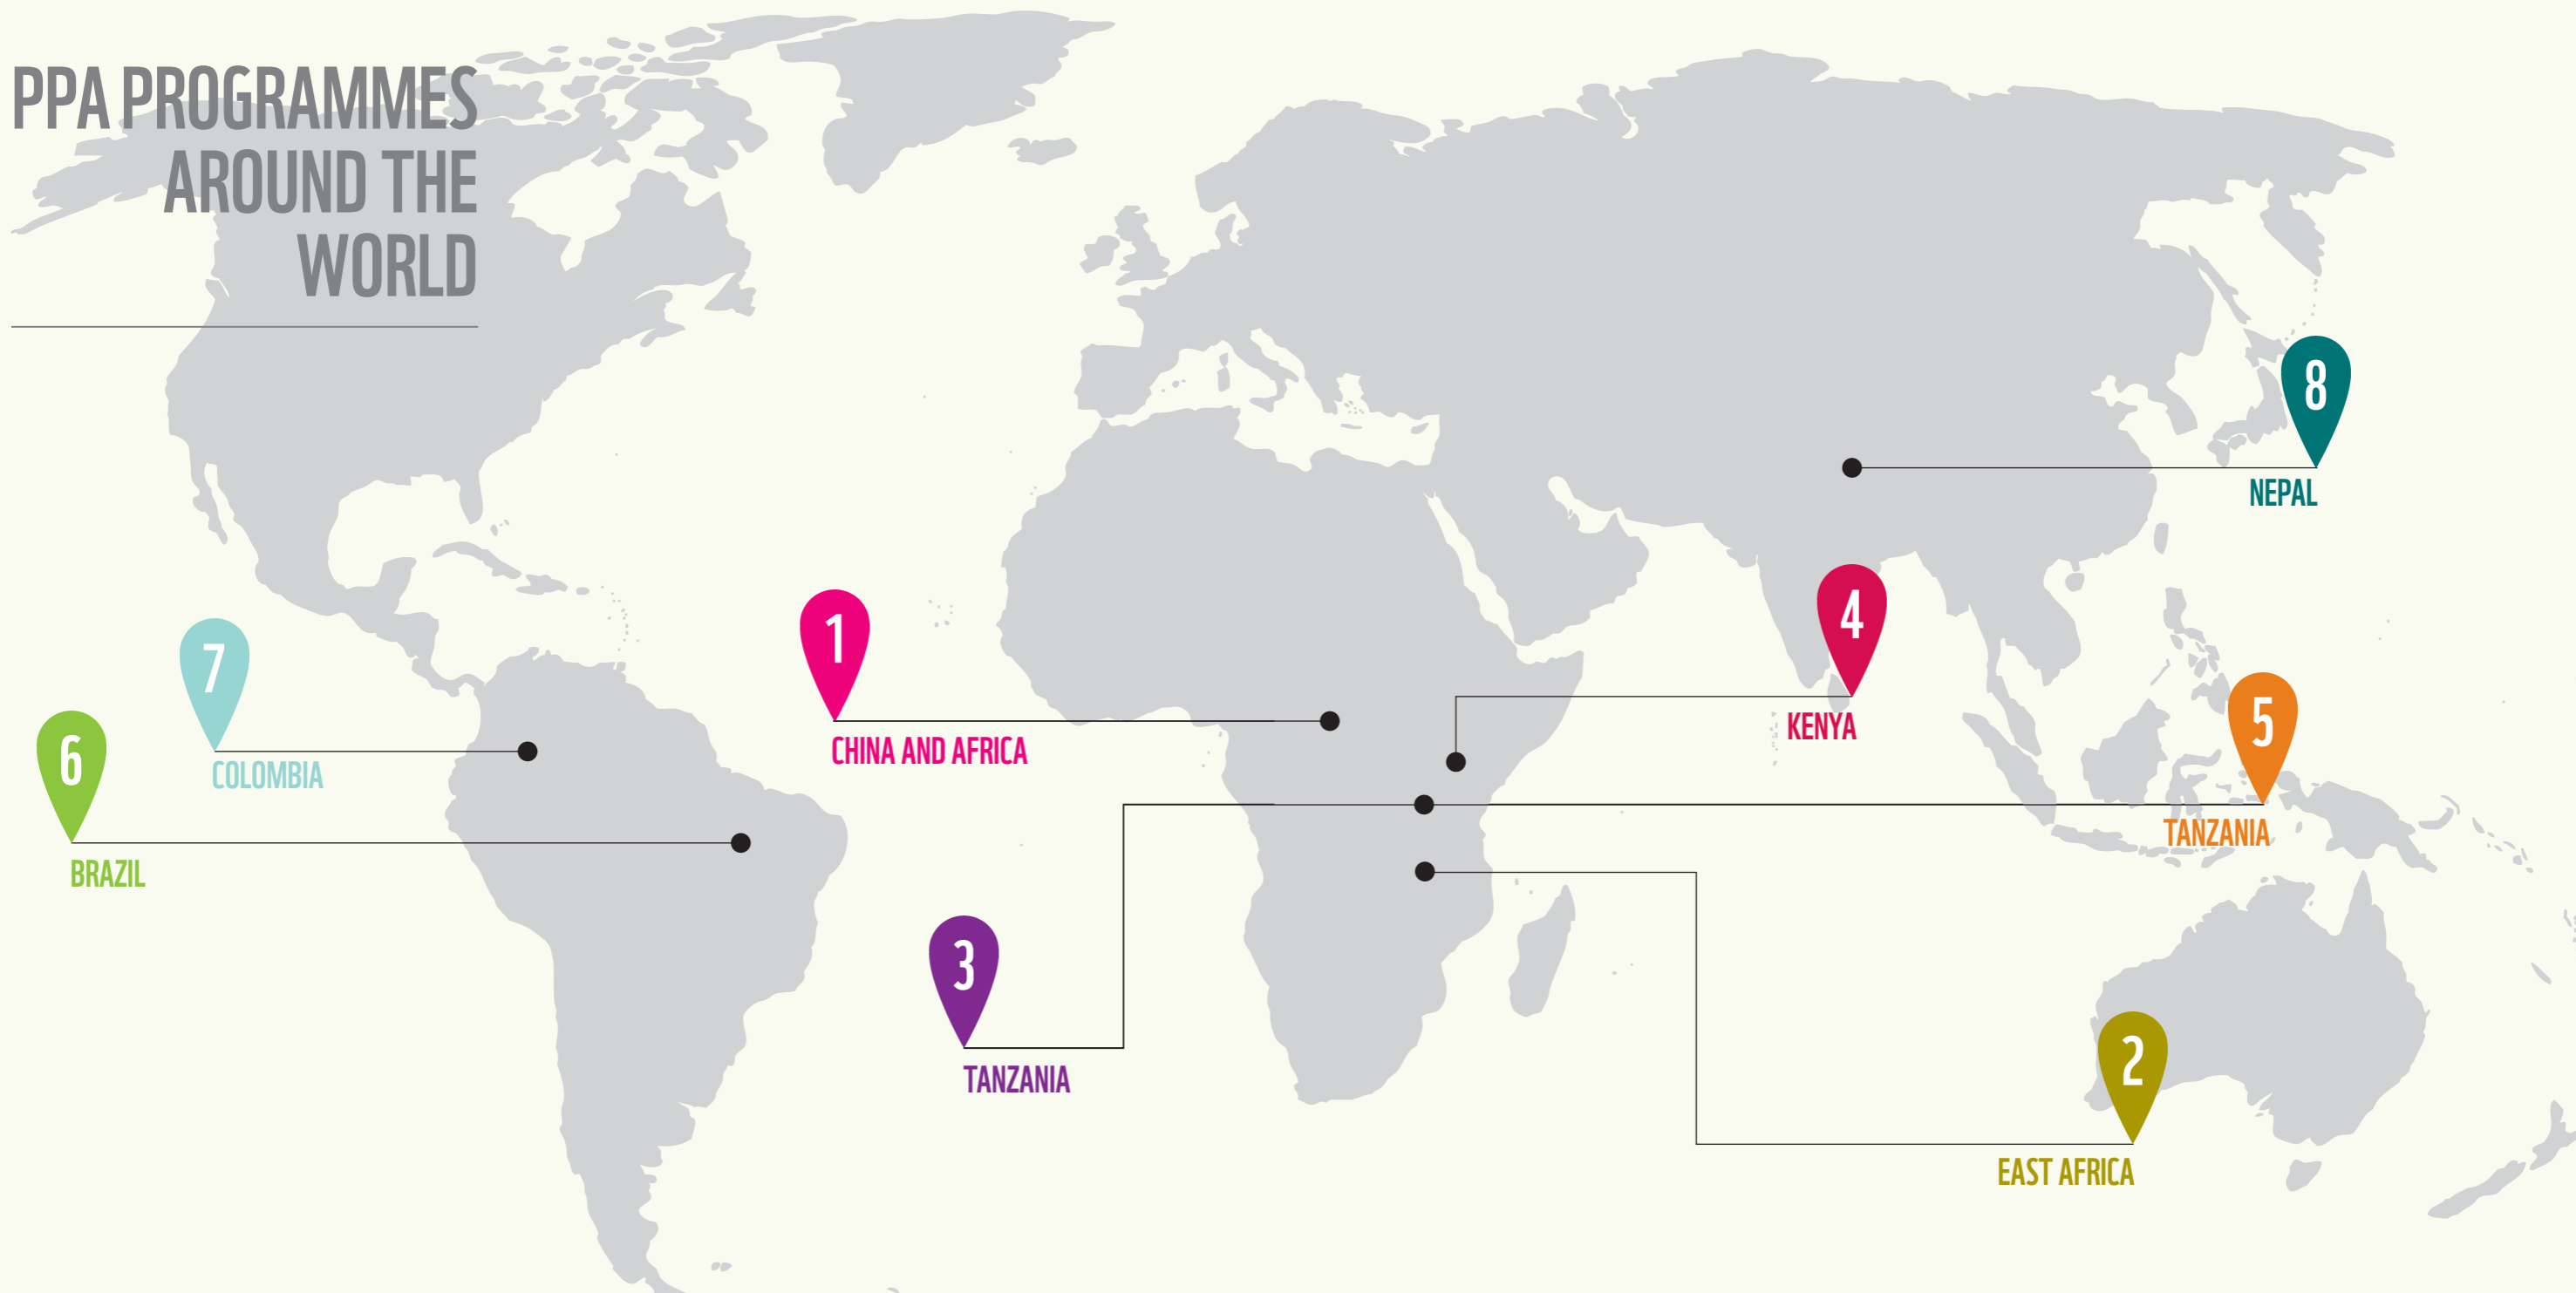 PPA PROGRAMMES
AROUND THE
WORLD
8
NEPAL
4
KENYA
1
CHINA AND AFRICA
7
COLOMBIA
5
TANZANIA
6
BRAZIL
3
TANZANIA
2
EAST AFRICA